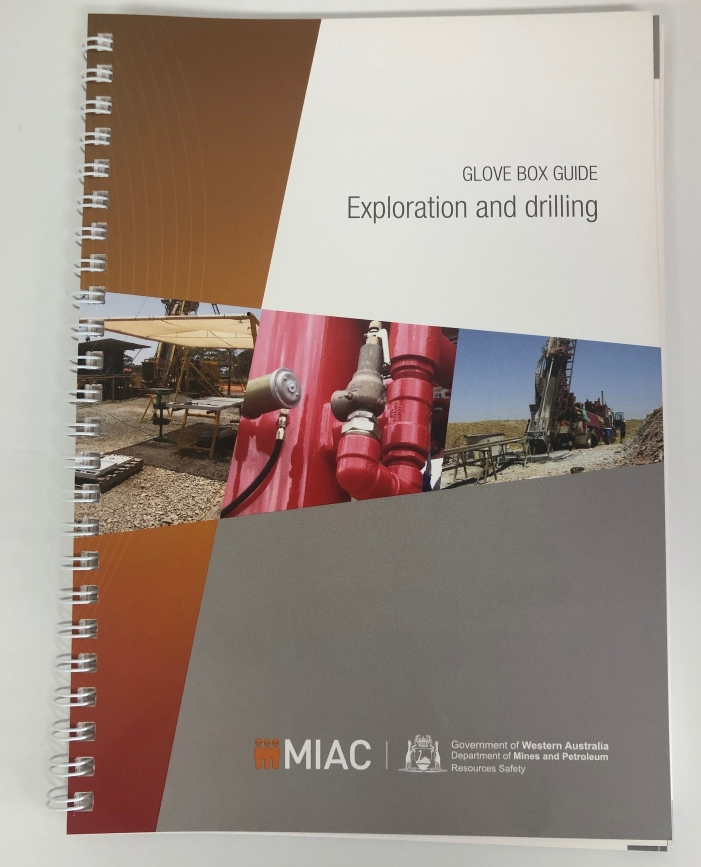 GLOVE BOX GUIDE
Exploration and drilling
MIAC
Government of Western Australia
Department of Mines and Petroleum
Resources Safety